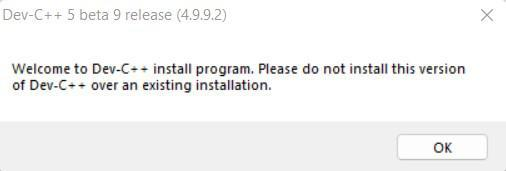 Dev-C++ 5 beta 9 release (4.9.9.2)
Welcome to Dev-C++ install program. Please do not install this version
of Dev-C++ over an existing installation.
OK